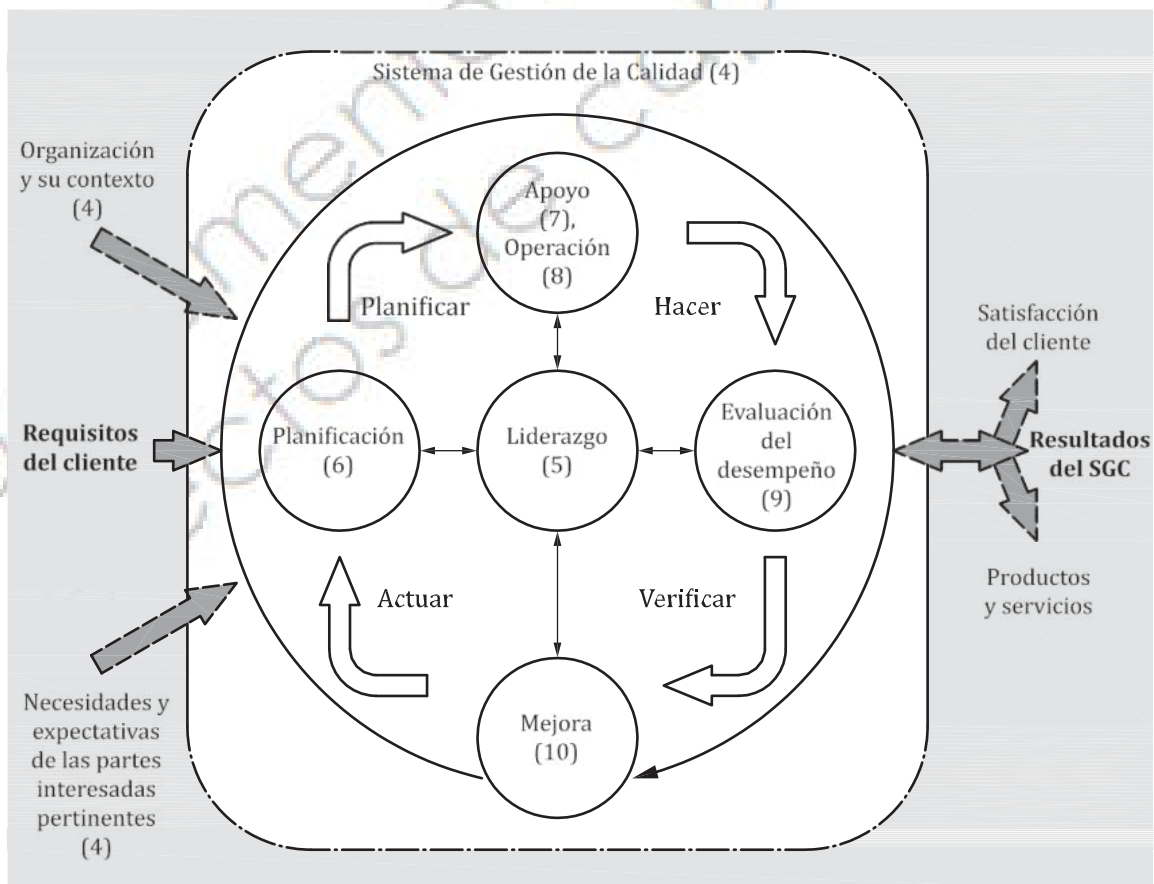 Sistema de Gestión de la Calidad (4)
Organización
y su contexto
(4)
Apoyo
(7),
Operación
(8)
Planificar
Hacer
Satisfacción
del cliente
Requisitos
del cliente
Planificación
(6)
Liderazgo
(5)
Evaluación
del
desempeño
(9)
Resultados
del SGC
Actuar
Verificar
Productos
y servicios
Necesidades y
expectativas
de las partes
interesadas
pertinentes
(4)
Mejora
(10)